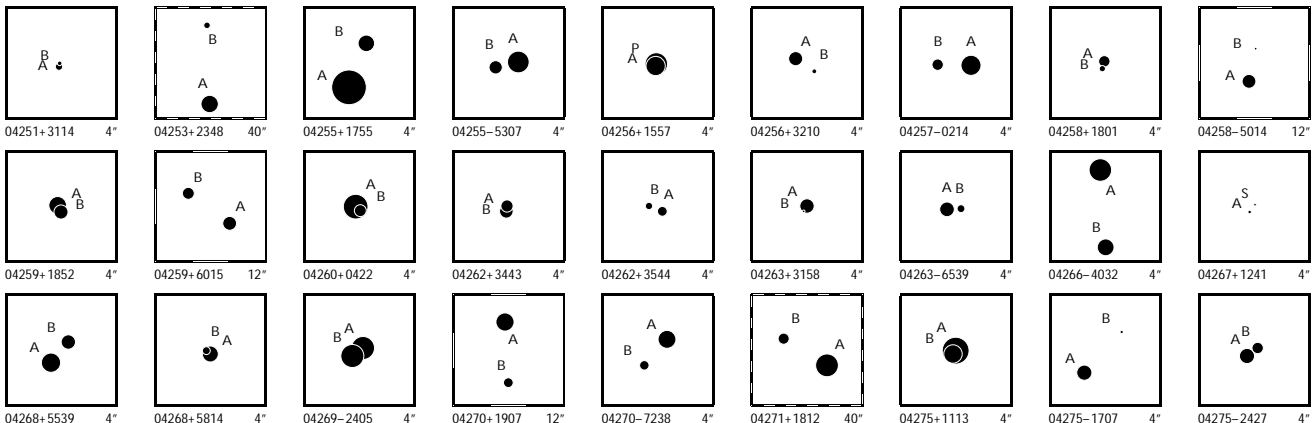 B
A
B
A
B
A
B A
P
A
A
B
B A
A
B
B
A
04251+3114 4″ 04253+2348 40″ 04255+1755 4″ 04255−5307 4″ 04256+1557 4″ 04256+3210 4″ 04257−0214 4″ 04258+1801 4″ 04258−5014 12″
A
B
B
A
A
B
A
B
B A
A
B
A B
A
B
S
A
04259+1852 4″ 04259+6015 12″ 04260+0422 4″ 04262+3443 4″ 04262+3544 4″ 04263+3158 4″ 04263−6539 4″ 04266−4032 4″ 04267+1241 4″
B
A
B
A
A
B
A
B
A
B
B
A
A
B
B
A
B
A
04268+5539 4″ 04268+5814 4″ 04269−2405 4″ 04270+1907 12″ 04270−7238 4″ 04271+1812 40″ 04275+1113 4″ 04275−1707 4″ 04275−2427 4″